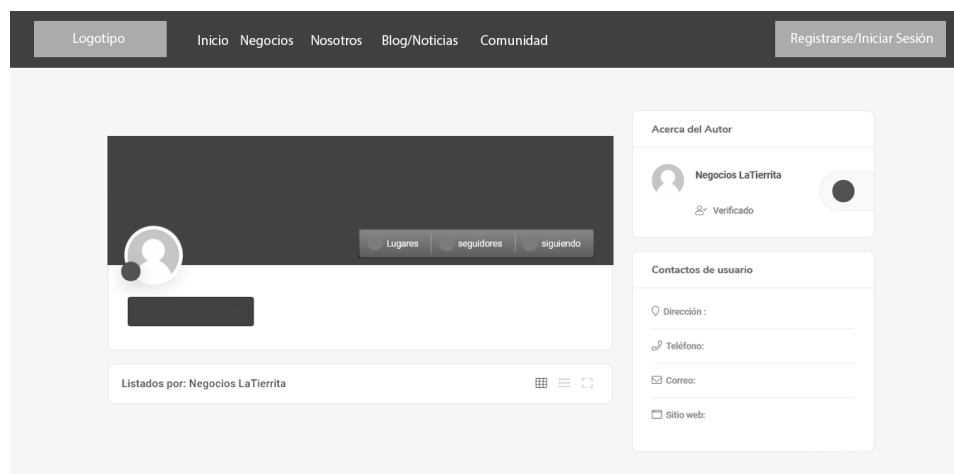 Logotipo
Inicio Negocios Nosotros Blog/Noticias Comunidad
Registrarse/Iniciar Sesión
Lugares seguidores siguiendo
Listados por: Negocios LaTierrita
Acerca del Autor
Negocios LaTierrita
Verificado
Contactos de usuario
Dirección :
Teléfono:
Correo:
Sitio web: